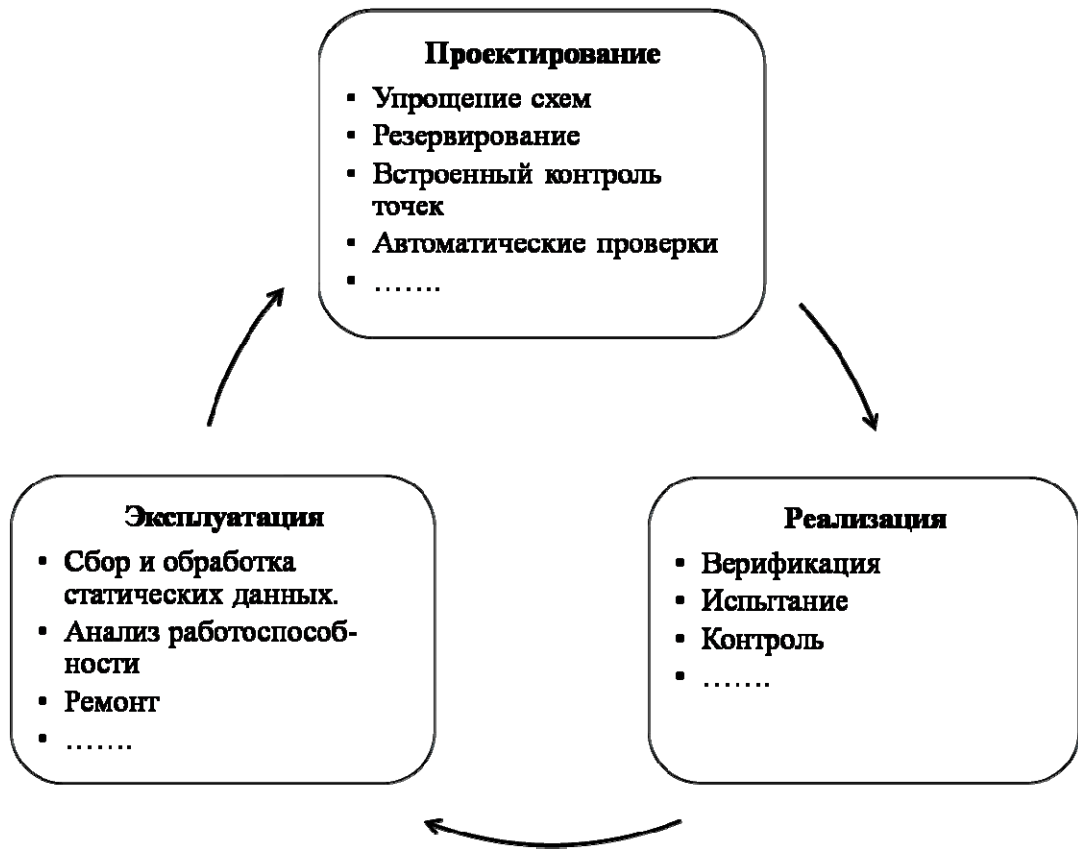 Проектирование
▪ Упрощение схем
▪ Резервирование
▪ Встроенный контроль
точек
▪ Автоматические проверки
▪ …….
Эксплуатация
▪ Сбор и обработка
статических данных.
▪ Анализ работоспособ-
ности
▪ Ремонт
▪ …….
Реализация
▪ Верификация
▪ Испытание
▪ Контроль
▪ …….